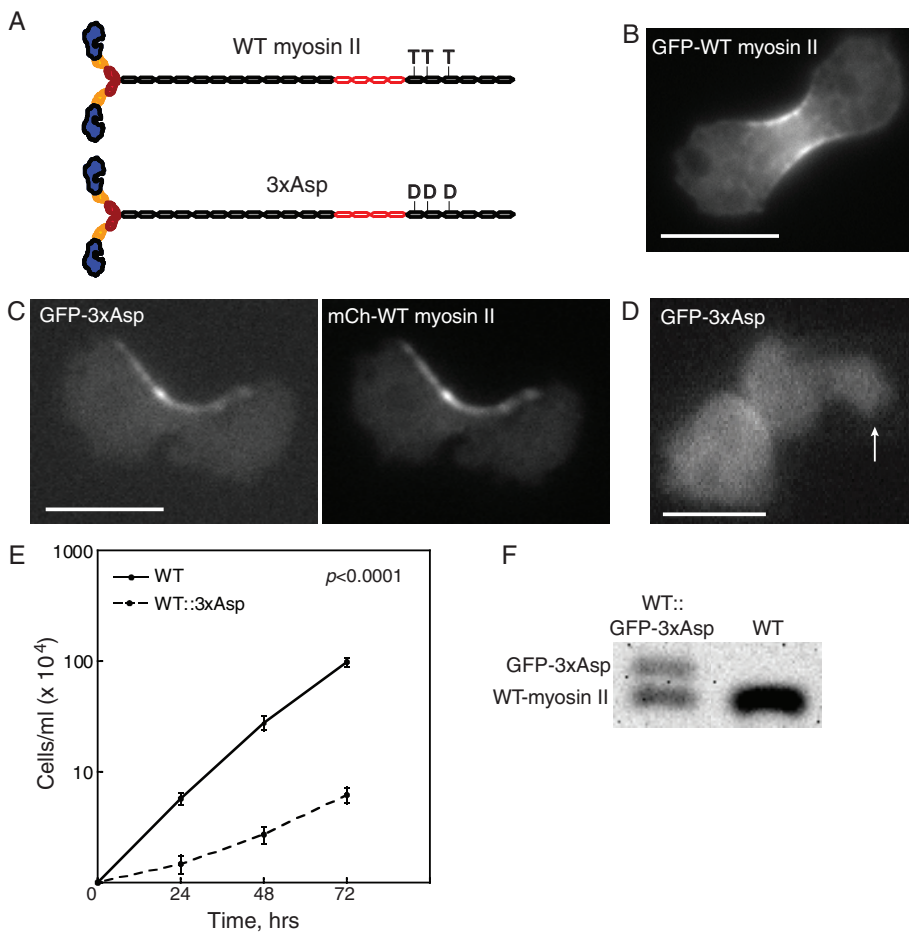 A
WT myosin II
T T T
3xAsp
D D D
B
GFP-WT myosin II
C
GFP-3xAsp
mCh-WT myosin II
D
GFP-3xAsp
E
1000
100
10
0
24
48
72
Cells/ml (x 10⁴)
Time, hrs
WT
WT::3xAsp
p<0.0001
F
WT::
GFP-3xAsp
WT
GFP-3xAsp
WT-myosin II